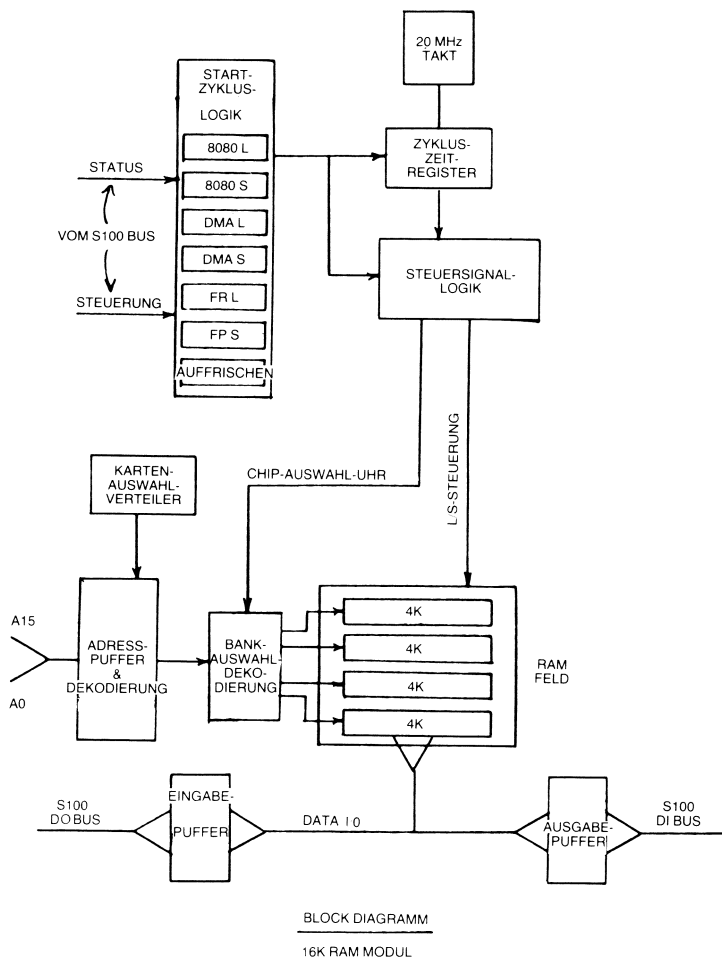 20 MHz
TAKT
START-
ZYKLUS-
LOGIK
8080 L
8080 S
DMA L
DMA S
FR L
FP S
AUFFRISCHEN
ZYKLUS-
ZEIT-
REGISTER
STATUS
VOM S100 BUS
STEUERUNG
STEUERSIGNAL-
LOGIK
KARTEN-
AUSWAHL-
VERTEILER
CHIP-AUSWAHL-UHR
L/S-STEUERUNG
A15
A0
ADRESS-
PUFFER
&
DEKODIERUNG
BANK-
AUSWAHL-
DEKO-
DIERUNG
4K
4K
4K
4K
RAM
FELD
S100
DO BUS
EINGABE-
PUFFER
DATA I 0
AUSGABE-
PUFFER
S100
DI BUS
BLOCK DIAGRAMM
16K RAM MODUL